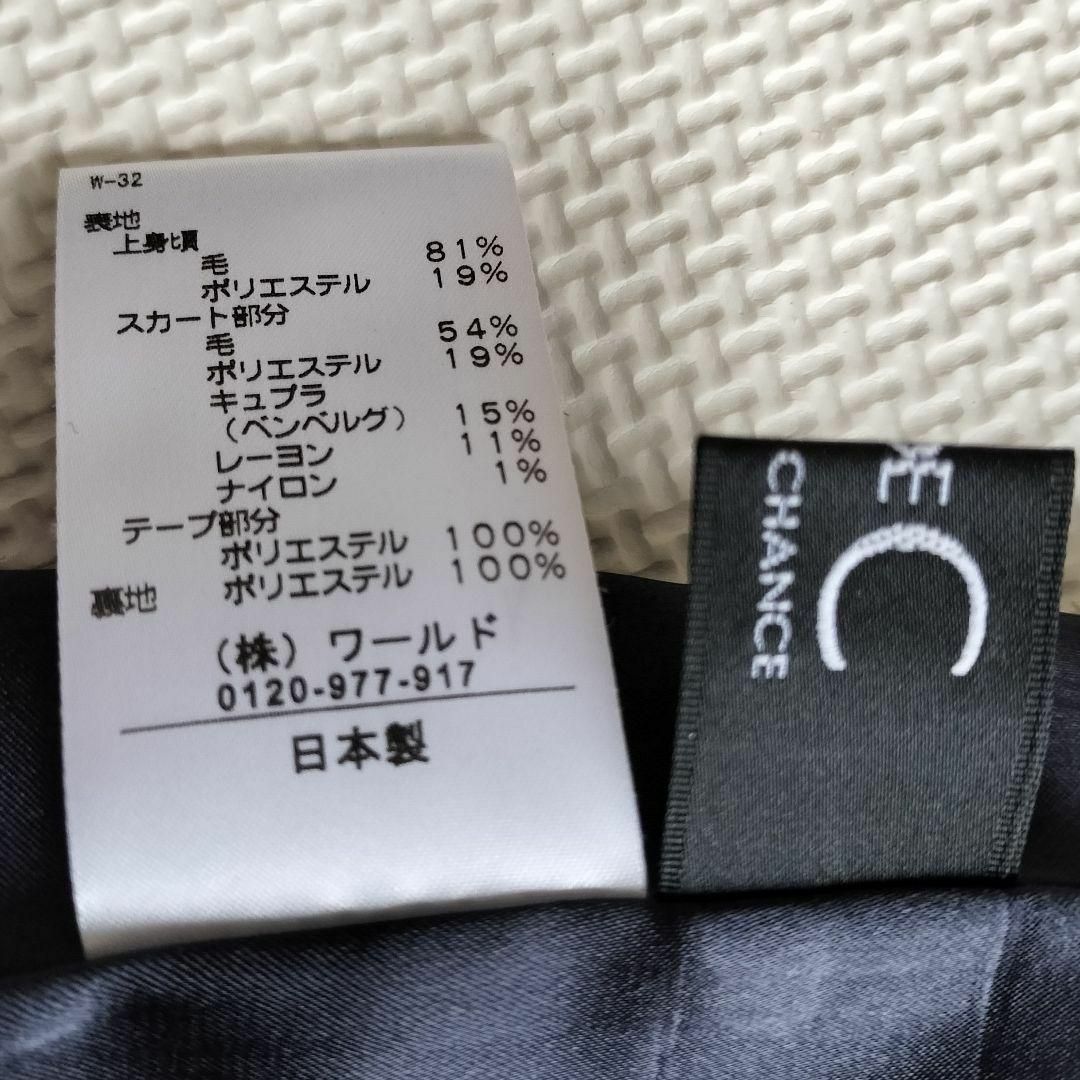 W-32
表地
上身頃
毛 81%
ポリエステル 19%
スカート部分
毛 54%
ポリエステル 19%
キュプラ
(ベンベルグ) 15%
レーヨン 11%
ナイロン 1%
テープ部分
ポリエステル 100%
裏地 ポリエステル 100%
(株) ワールド
0120-977-917
日本製
C
CHANCE